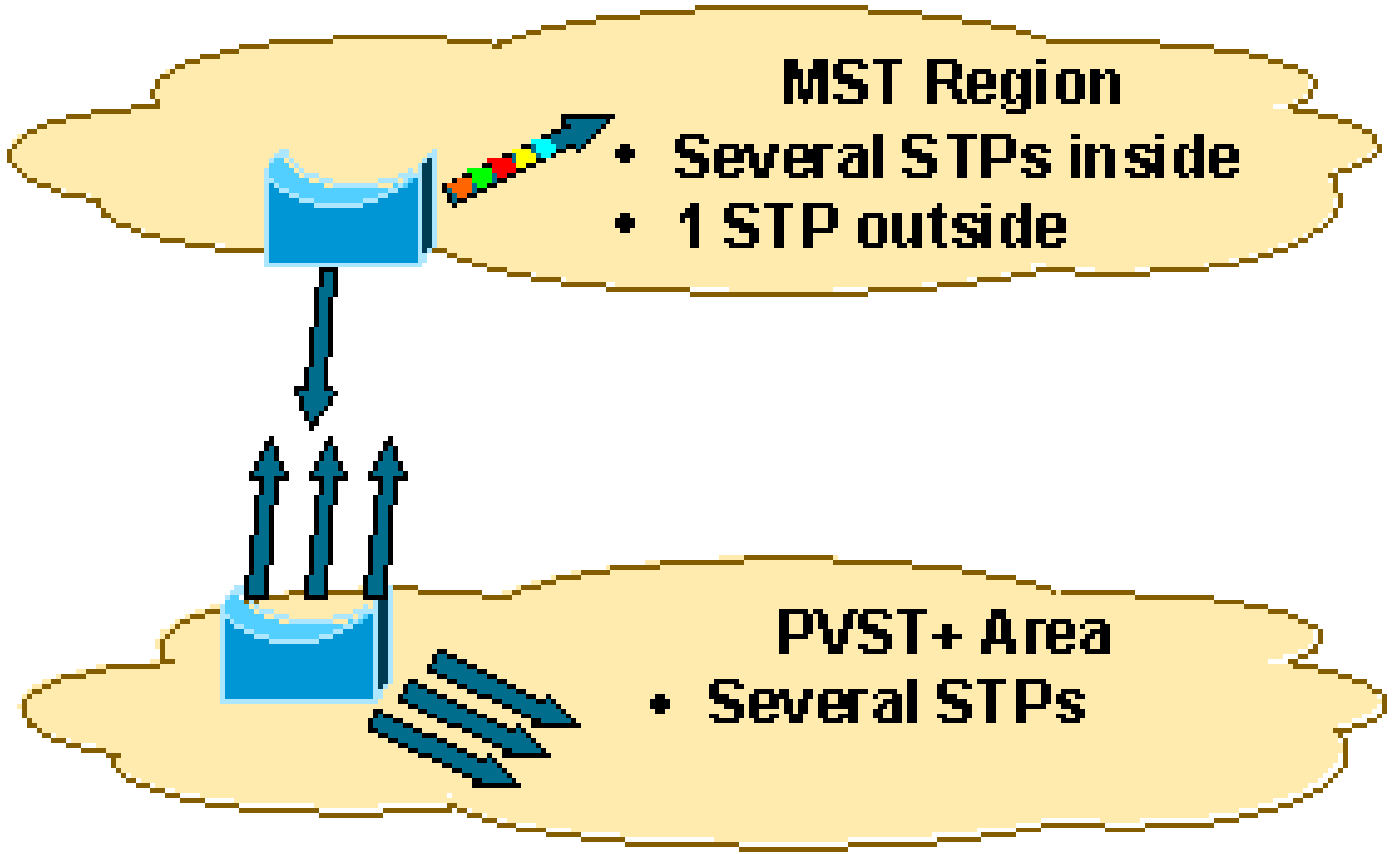 MST Region
• Several STPs inside
• 1 STP outside
PVST+ Area
• Several STPs